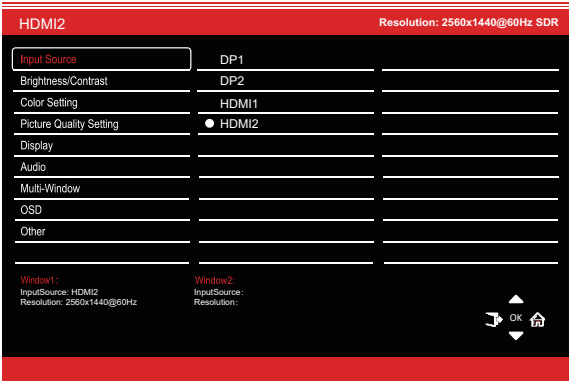 HDMI2
Resolution: 2560x1440@60Hz SDR
Input Source
DP1
Brightness/Contrast
DP2
Color Setting
HDMI1
Picture Quality Setting
HDMI2
Display
Audio
Multi-Window
OSD
Other
Window1:
InputSource: HDMI2
Resolution: 2560x1440@60Hz
Window2:
InputSource:
Resolution:
OK